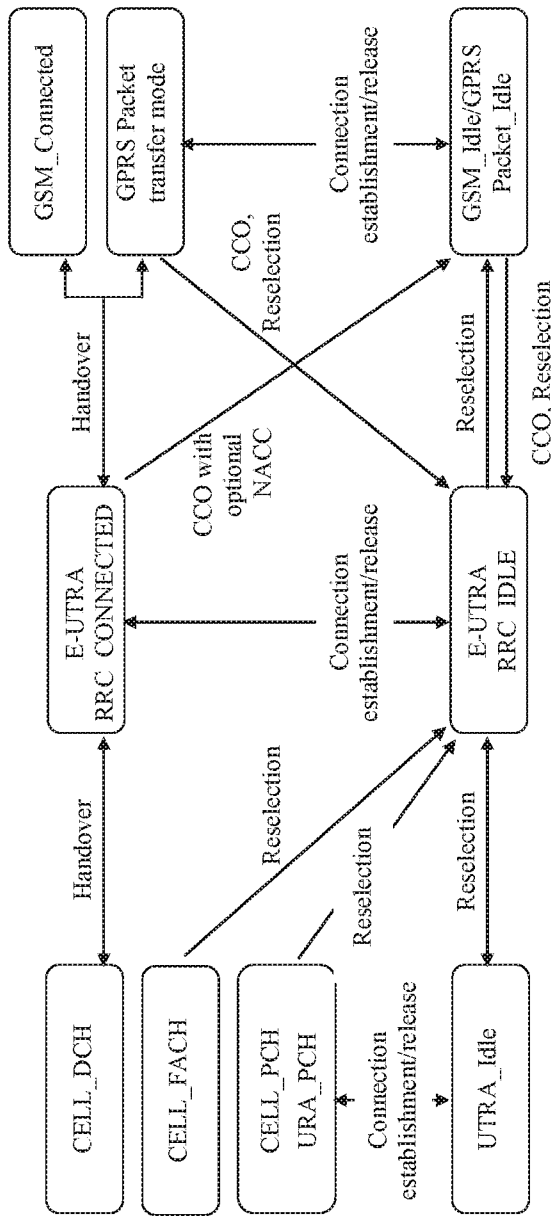 CELL_DCH
Handover
E-UTRA
RRC CONNECTED
Handover
GSM_Connected
CELL_FACH
GPRS Packet
transfer mode
CELL_PCH
URA_PCH
Reselection
Reselection
CCO with
optional
NACC
CCO,
Reselection
Connection
establishment/release
Connection
establishment/release
Connection
establishment/release
UTRA_Idle
Reselection
E-UTRA
RRC IDLE
Reselection
CCO, Reselection
GSM_Idle/GPRS
Packet_Idle